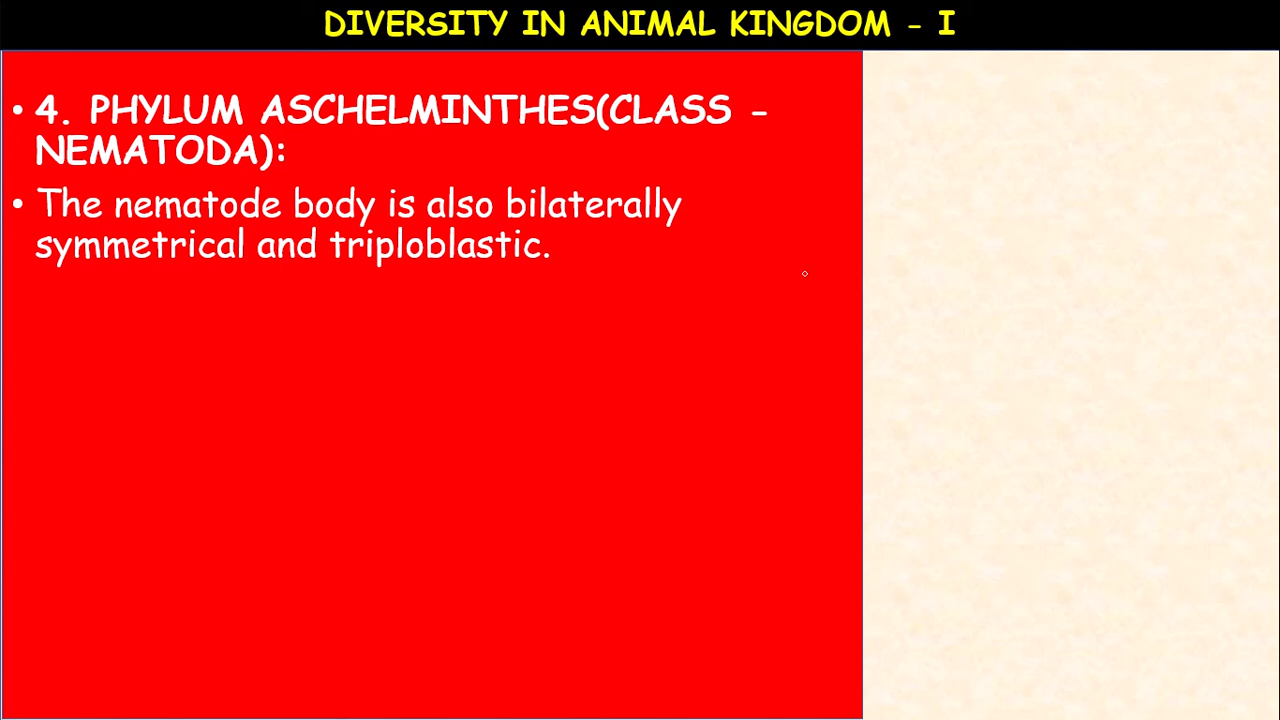 DIVERSITY IN ANIMAL KINGDOM - I
• 4. PHYLUM ASCHELMINTHES(CLASS -
NEMATODA):
• The nematode body is also bilaterally
symmetrical and triploblastic.